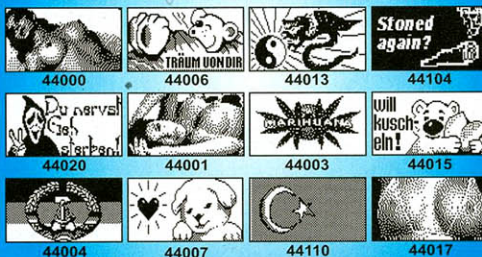 TRÄUM VON DIR
Stoned
again?
44000 44006 44013 44104
Du nervst
Geh
sterben!
MARIHUANA
will
kusch
eln!
44020 44001 44003 44015
44004 44007 44110 44017